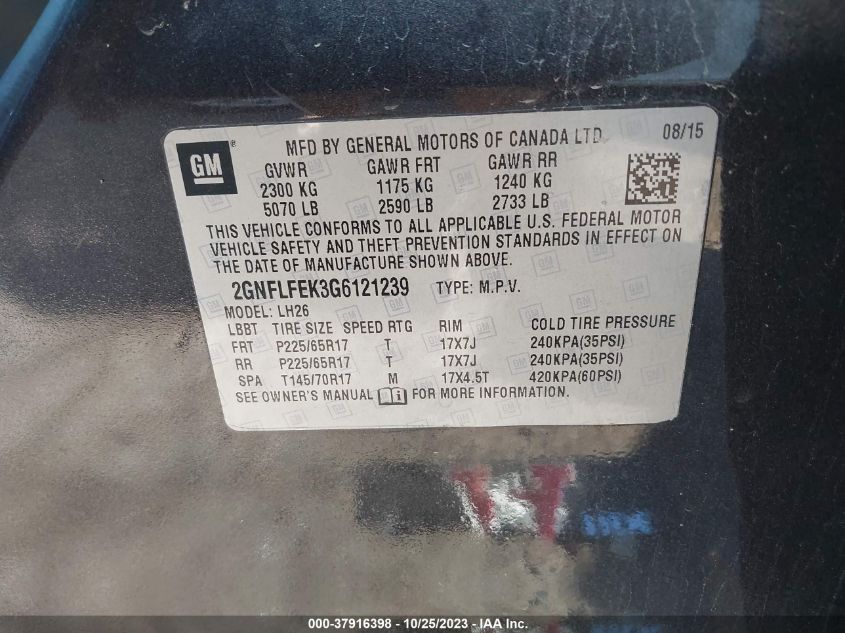 GM
MFD BY GENERAL MOTORS OF CANADA LTD. 08/15
GVWR GAWR FRT GAWR RR
2300 KG 1175 KG 1240 KG
5070 LB 2590 LB 2733 LB
THIS VEHICLE CONFORMS TO ALL APPLICABLE U.S. FEDERAL MOTOR
VEHICLE SAFETY AND THEFT PREVENTION STANDARDS IN EFFECT ON
THE DATE OF MANUFACTURE SHOWN ABOVE.
2GNFLFEK3G6121239 TYPE: M.P.V.
MODEL: LH26
LBBT TIRE SIZE SPEED RTG RIM COLD TIRE PRESSURE
FRT P225/65R17 T 17X7J 240KPA(35PSI)
RR P225/65R17 T 17X7J 240KPA(35PSI)
SPA T145/70R17 M 17X4.5T 420KPA(60PSI)
SEE OWNER'S MANUAL i FOR MORE INFORMATION.
000-37916398 - 10/25/2023 - IAA Inc.